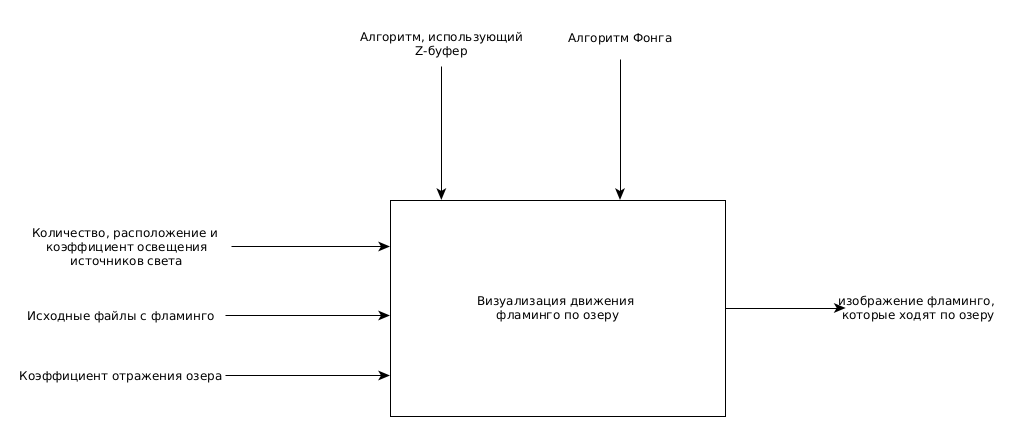 Алгоритм, использующий
Z-буфер
Алгоритм Фонга
Количество, расположение и
коэффициент освещения
источников света
Исходные файлы с фламинго
Коэффициент отражения озера
Визуализация движения
фламинго по озеру
изображение фламинго,
которые ходят по озеру